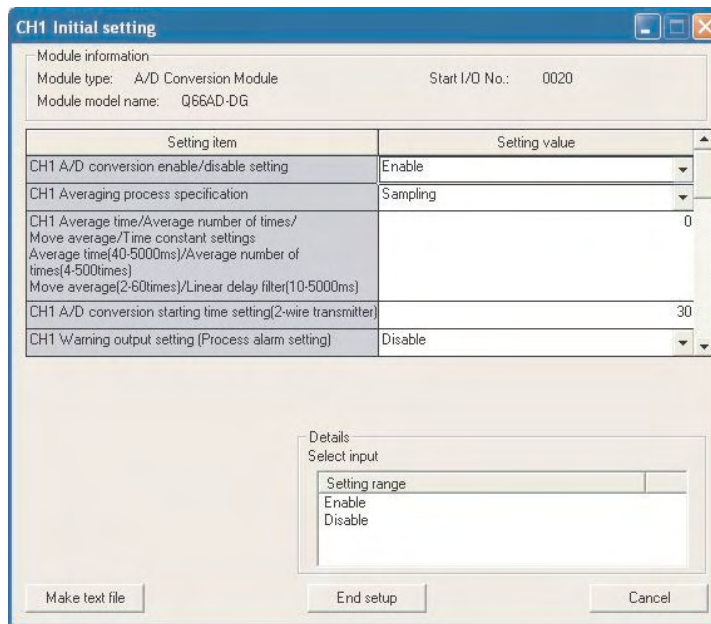 CH1 Initial setting
Module information
Module type: A/D Conversion Module Start I/O No.: 0020
Module model name: Q66AD-DG
Setting item Setting value
CH1 A/D conversion enable/disable setting Enable
CH1 Averaging process specification Sampling
CH1 Average time/Average number of times/ 0
Move average/Time constant settings
Average time(40-5000ms)/Average number of
times(4-500times)
Move average(2-60times)/Linear delay filter(10-5000ms)
CH1 A/D conversion starting time setting(2-wire transmitter) 30
CH1 Warning output setting (Process alarm setting) Disable
Details
Select input
Setting range
Enable
Disable
Make text file End setup Cancel